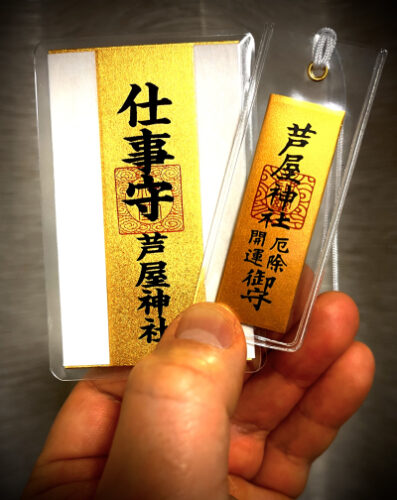 仕事守 芦屋神社
芦屋神社
厄除
開運
御守